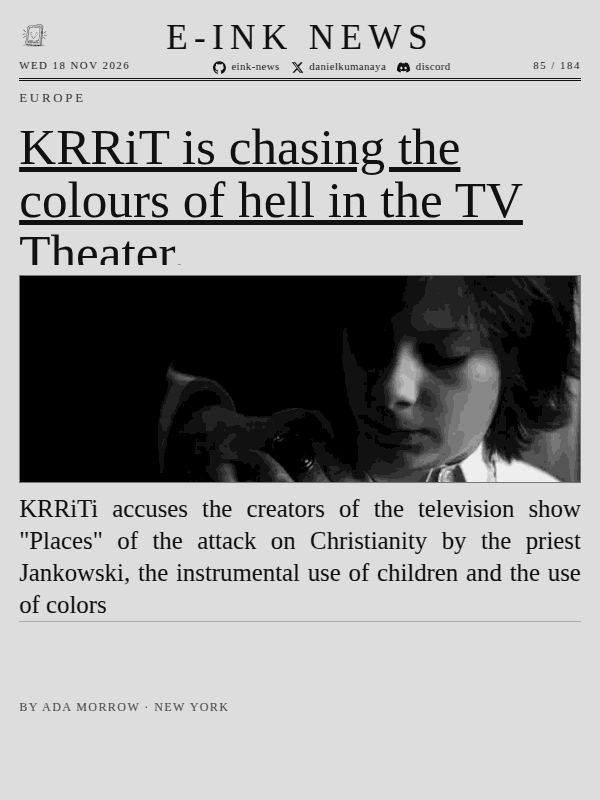 E-INK NEWS
WED 18 NOV 2026
eink-news
danielkumanaya
discord
85 / 184
EUROPE
KRRiT is chasing the
colours of hell in the TV
Theater.
KRRiTi accuses the creators of the television show
"Places" of the attack on Christianity by the priest
Jankowski, the instrumental use of children and the use
of colors
BY ADA MORROW · NEW YORK